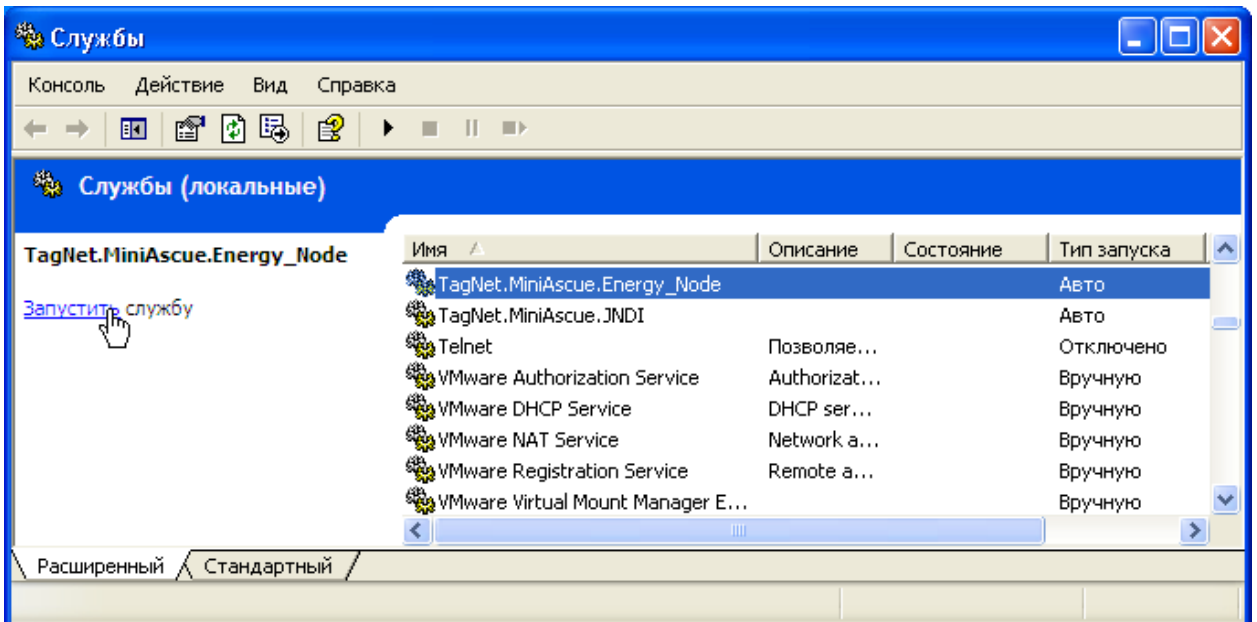 Службы
Консоль Действие Вид Справка
Службы (локальные)
TagNet.MiniAscue.Energy_Node
Запустить службу
Имя Описание Состояние Тип запуска
TagNet.MiniAscue.Energy_Node Авто
TagNet.MiniAscue.JNDI Авто
Telnet Позволяе... Отключено
VMware Authorization Service Authorizat... Вручную
VMware DHCP Service DHCP ser... Вручную
VMware NAT Service Network a... Вручную
VMware Registration Service Remote a... Вручную
VMware Virtual Mount Manager E... Вручную
Расширенный Стандартный